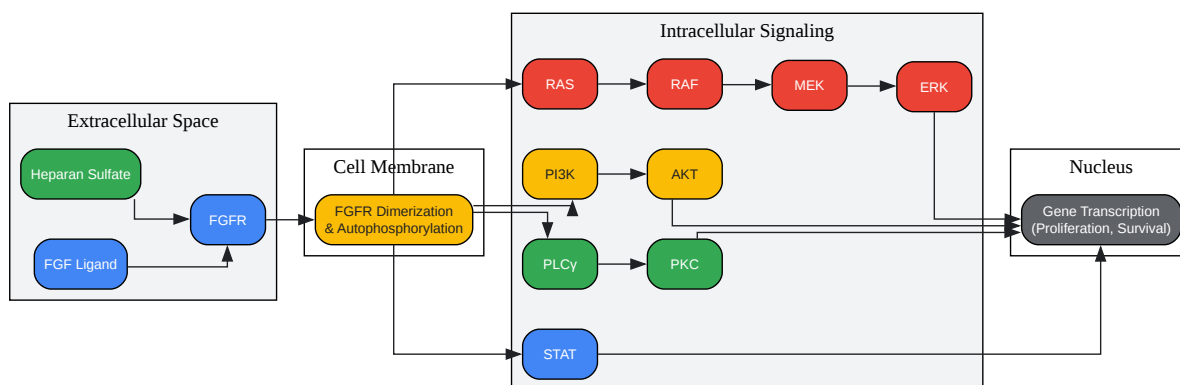 Extracellular Space
Heparan Sulfate
FGFR
FGF Ligand
Cell Membrane
FGFR Dimerization
& Autophosphorylation
Intracellular Signaling
RAS
RAF
MEK
ERK
PI3K
AKT
PLCγ
PKC
STAT
Nucleus
Gene Transcription
(Proliferation, Survival)